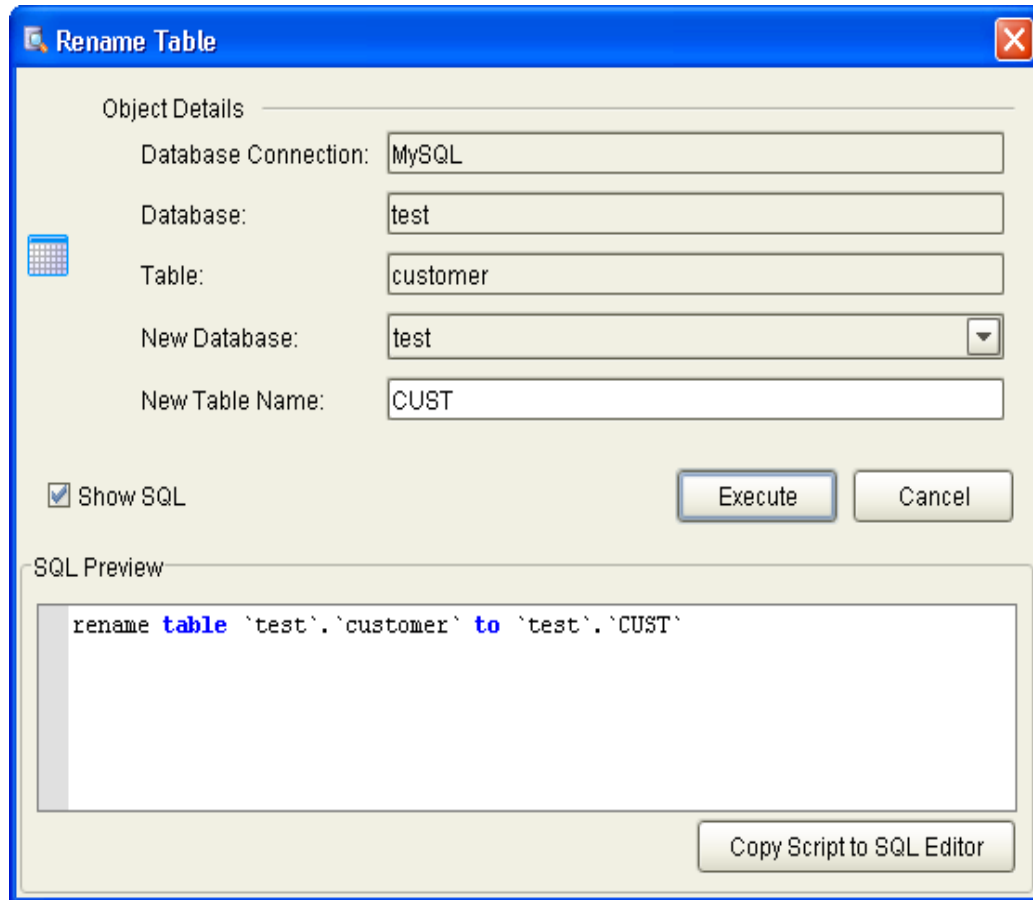 Rename Table
Object Details
Database Connection: MySQL
Database: test
Table: customer
New Database: test
New Table Name: CUST
Show SQL Execute Cancel
SQL Preview
rename table `test`.`customer` to `test`.`CUST`
Copy Script to SQL Editor